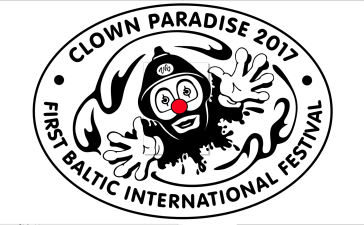 CLOWN PARADISE 2017
FIRST BALTIC INTERNATIONAL FESTIVAL